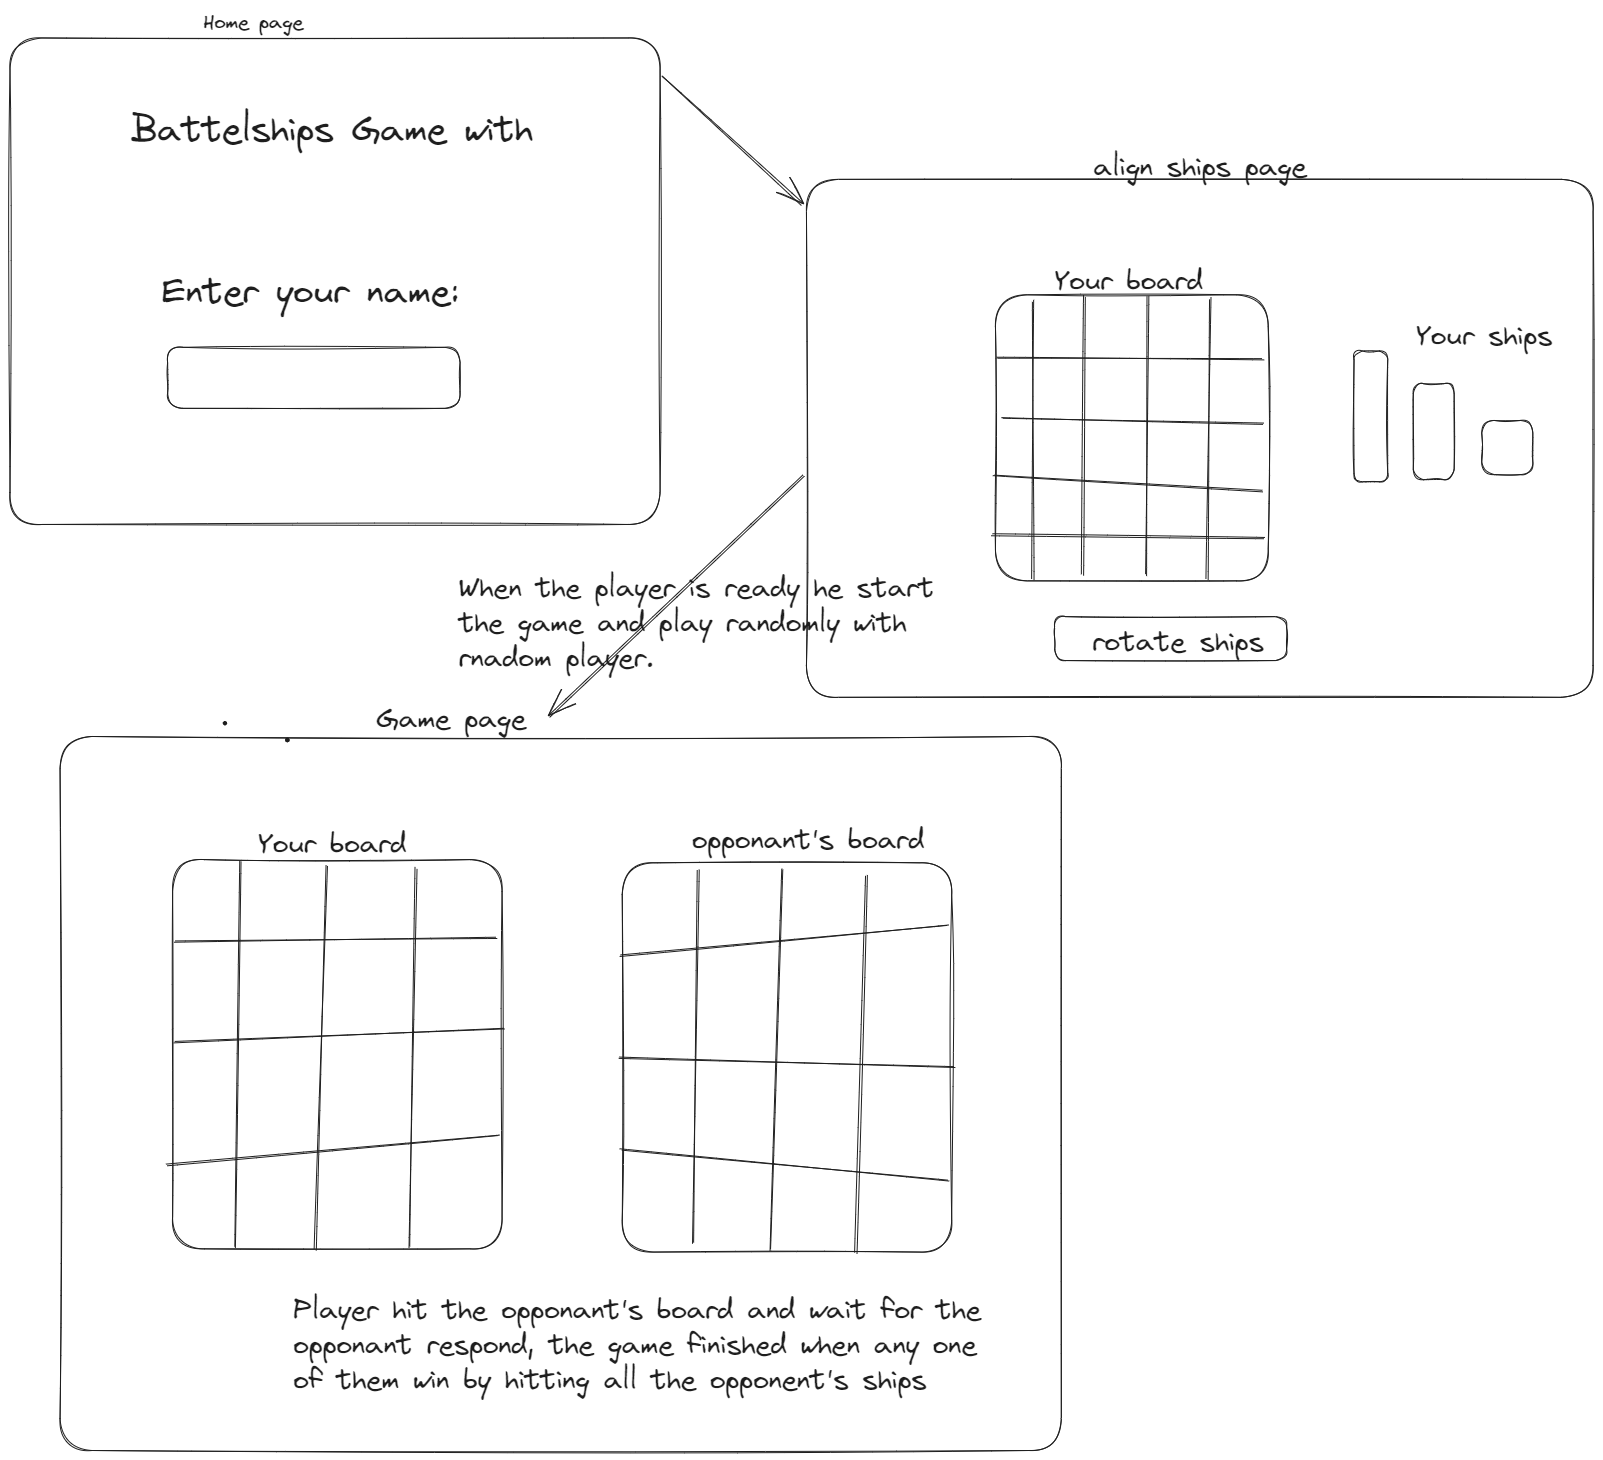 Home page
Battelships Game with
Enter your name:
align ships page
Your board
Your ships
rotate ships
When the player is ready he start
the game and play randomly with
rnadom player.
Game page
Your board
opponant's board
Player hit the opponant's board and wait for the
opponant respond, the game finished when any one
of them win by hitting all the opponent's ships